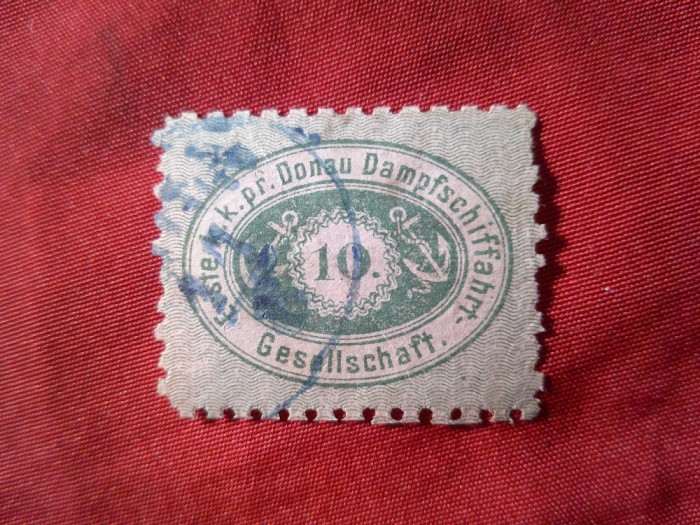 Erste k.k.pr. Donau Dampfschiffahrt-
10.
Gesellschaft.